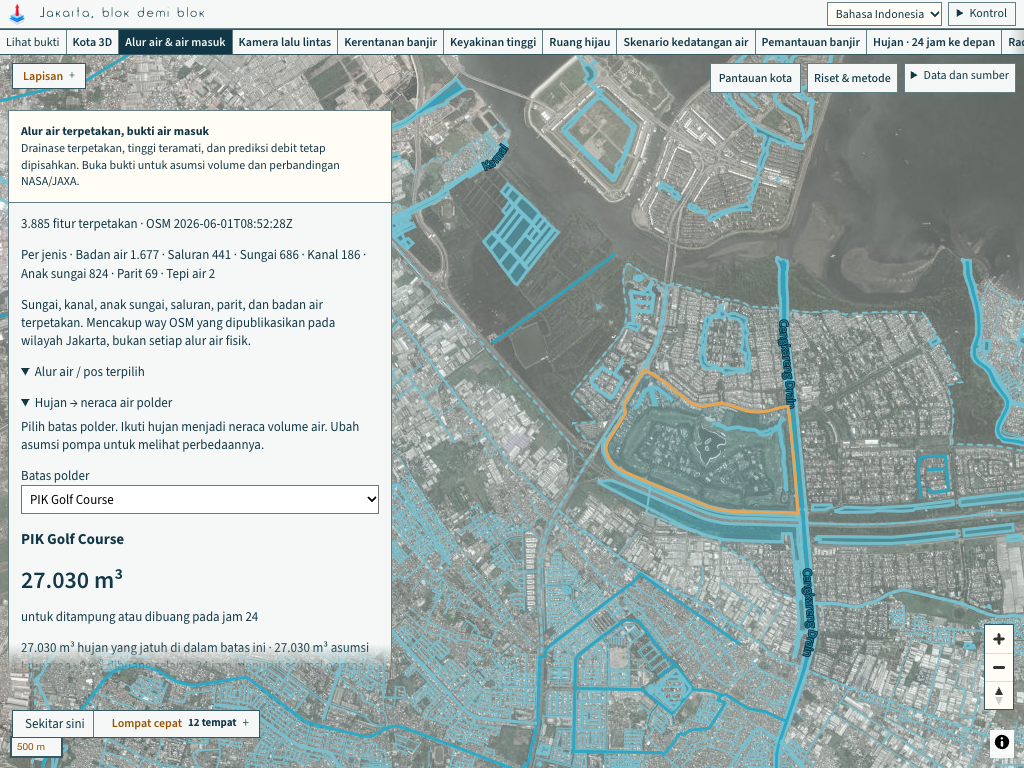 Jakarta, blok demi blok
Bahasa Indonesia
▶ Kontrol
Lihat bukti
Kota 3D
Alur air & air masuk
Kamera lalu lintas
Kerentanan banjir
Keyakinan tinggi
Ruang hijau
Skenario kedatangan air
Pemantauan banjir
Hujan · 24 jam ke depan
Lapisan +
Pantauan kota
Riset & metode
▶ Data dan sumber
Alur air terpetakan, bukti air masuk
Drainase terpetakan, tinggi teramati, dan prediksi debit tetap
dipisahkan. Buka bukti untuk asumsi volume dan perbandingan
NASA/JAXA.
3.885 fitur terpetakan · OSM 2026-06-01T08:52:28Z
Per jenis · Badan air 1.677 · Saluran 441 · Sungai 686 · Kanal 186 ·
Anak sungai 824 · Parit 69 · Tepi air 2
Sungai, kanal, anak sungai, saluran, parit, dan badan air
terpetakan. Mencakup way OSM yang dipublikasikan pada
wilayah Jakarta, bukan setiap alur air fisik.
▼ Alur air / pos terpilih
▼ Hujan → neraca air polder
Pilih batas polder. Ikuti hujan menjadi neraca volume air. Ubah
asumsi pompa untuk melihat perbedaannya.
Batas polder
PIK Golf Course
PIK Golf Course
27.030 m³
untuk ditampung atau dibuang pada jam 24
27.030 m³ hujan yang jatuh di dalam batas ini · 27.030 m³ asumsi
Kamal
Cengkareng Drain
Cengkareng Drain
Sekitar sini
Lompat cepat 12 tempat +
500 m